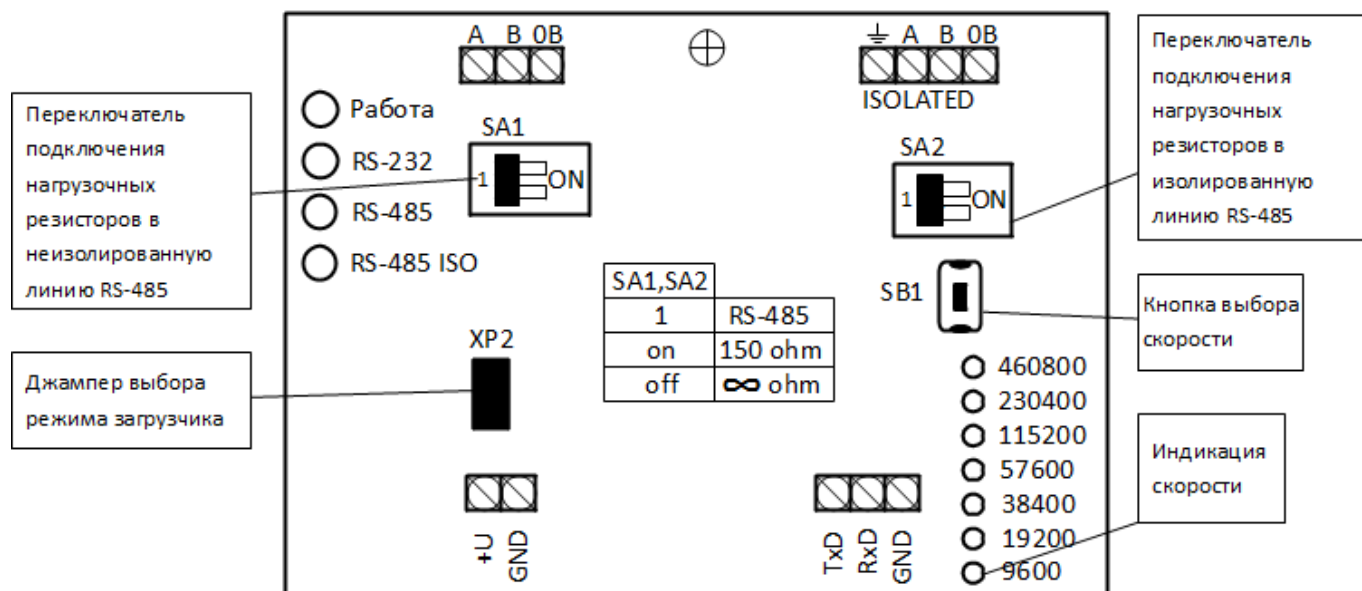 Переключатель
подключения
нагрузочных
резисторов в
неизолированную
линию RS-485
Джампер выбора
режима загрузчика
A B 0B
Работа
RS-232
RS-485
RS-485 ISO
SA1
1 ON
XP2
+U
GND
SA1,SA2
1 RS-485
on 150 ohm
off ∞ ohm
⏚ A B 0B
ISOLATED
SA2
1 ON
SB1
460800
230400
115200
57600
38400
19200
9600
TxD
RxD
GND
Переключатель
подключения
нагрузочных
резисторов в
изолированную
линию RS-485
Кнопка выбора
скорости
Индикация
скорости